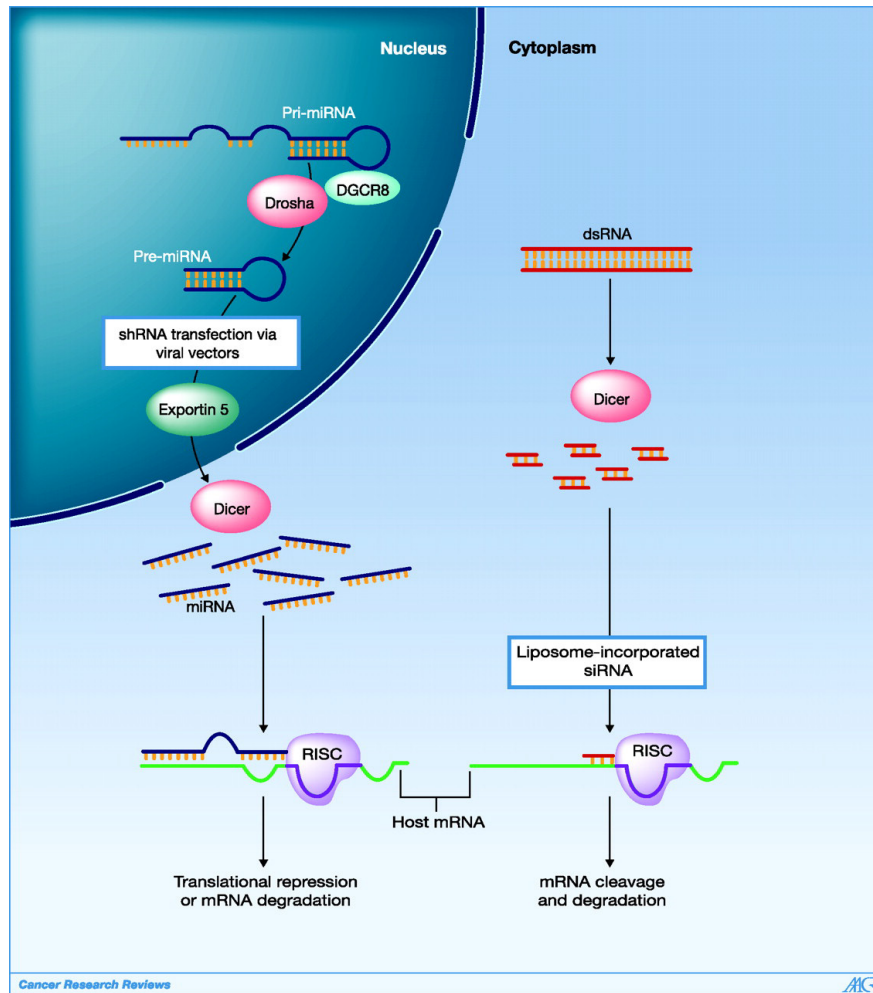 Nucleus
Cytoplasm
Pri-miRNA
DGCR8
Drosha
Pre-miRNA
shRNA transfection via
viral vectors
Exportin 5
Dicer
miRNA
RISC
Translational repression
or mRNA degradation
dsRNA
Dicer
Liposome-incorporated
siRNA
RISC
Host mRNA
mRNA cleavage
and degradation
Cancer Research Reviews